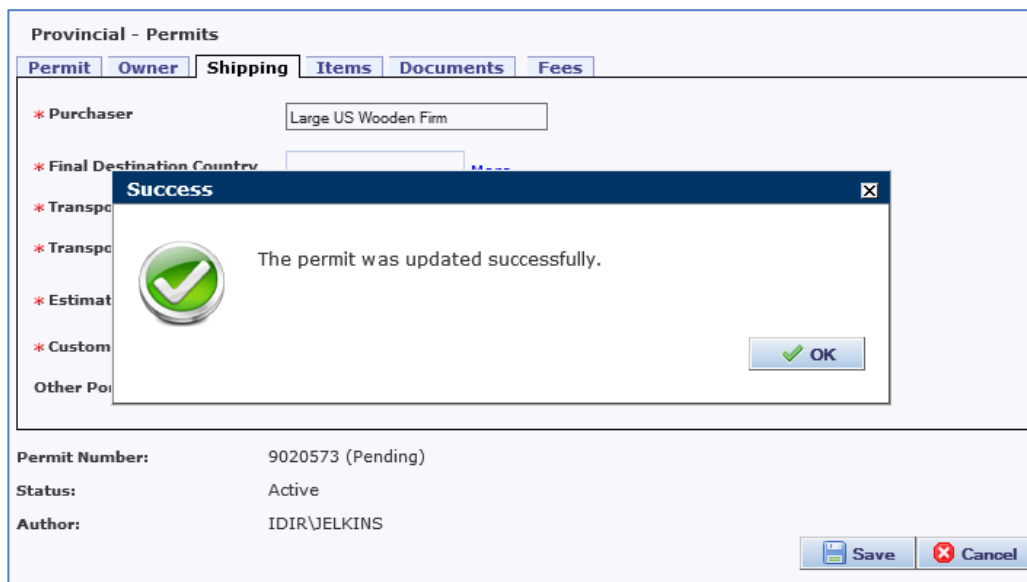 Provincial - Permits
Permit Owner Shipping Items Documents Fees
* Purchaser Large US Wooden Firm
* Final Destination Country More
Success
* Transpo
* Transpo
The permit was updated successfully.
* Estimat
* Custom
OK
Other Po
Permit Number: 9020573 (Pending)
Status: Active
Author: IDIR\JELKINS
Save Cancel